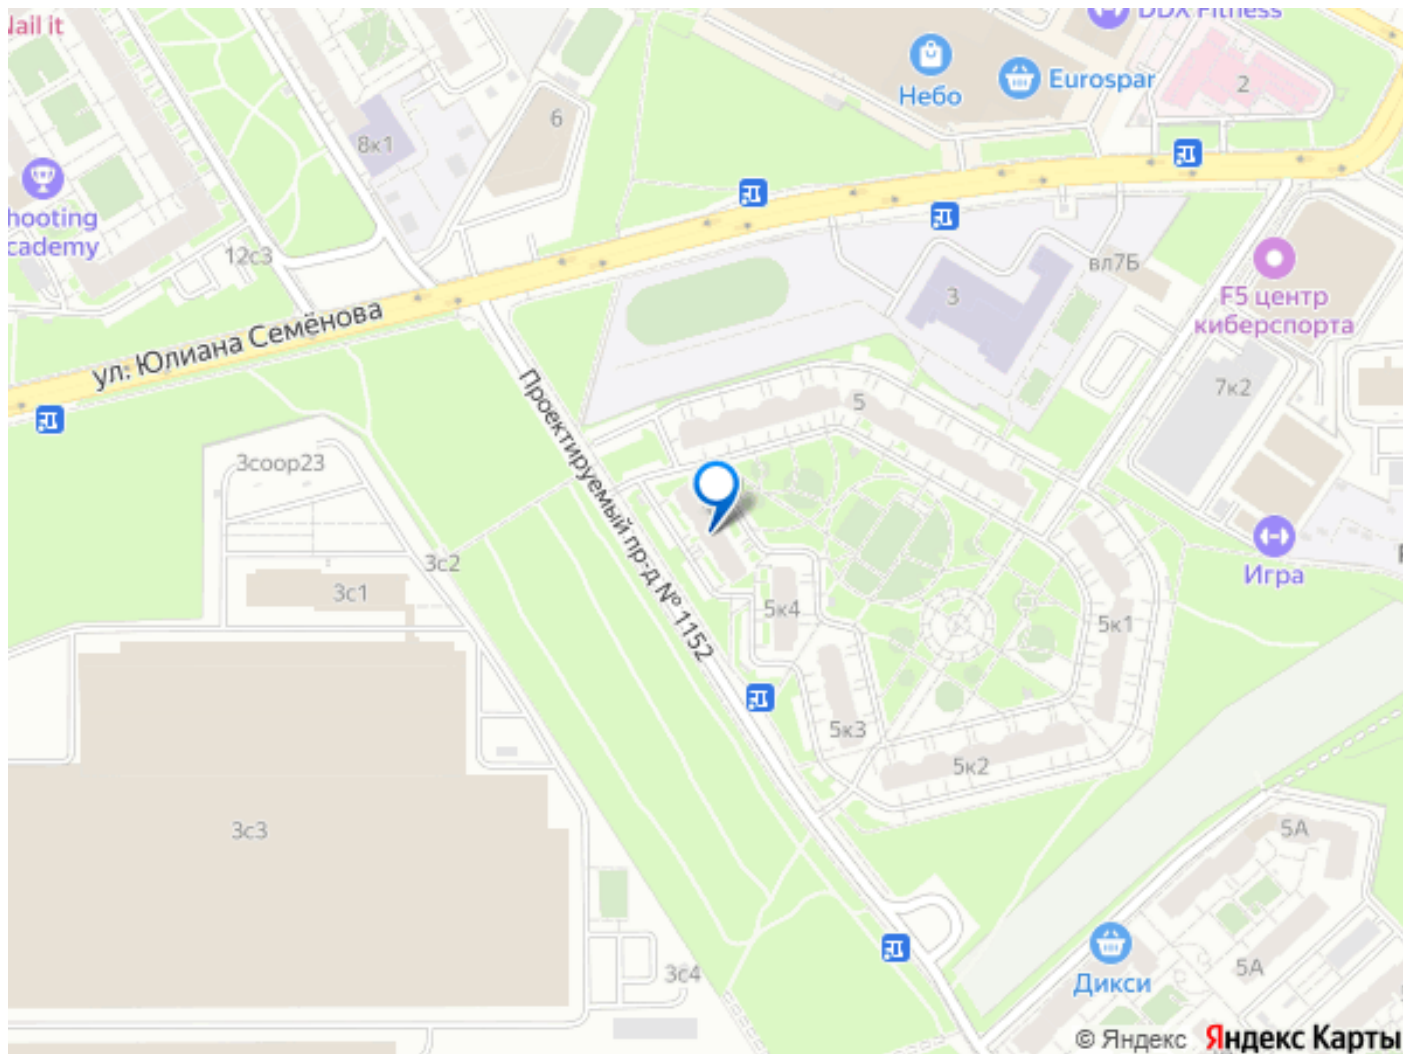 Nail it
DDX Fitness
Небо
Eurospar
2
6
8к1
hooting
cademy
12с3
вл7Б
3
F5 центр
киберспорта
ул. Юлиана Семёнова
Проектируемый пр-д № 1152
7к2
5
3соор23
3с2
3с1
5к4
5к1
Игра
5к3
5к2
3с3
5А
5А
3с4
Дикси
© Яндекс Яндекс Карты